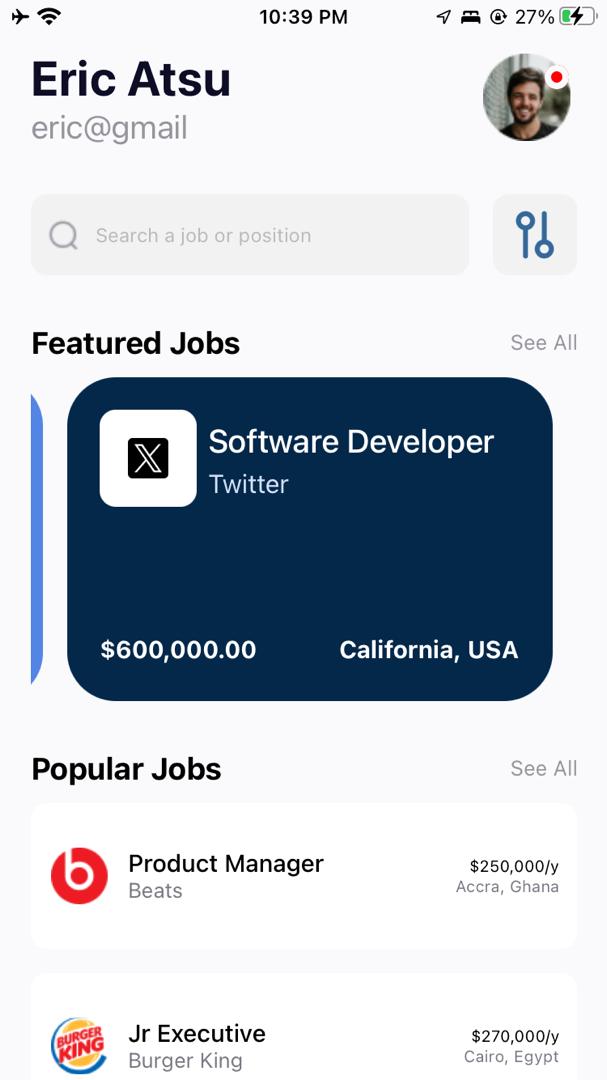 10:39 PM
27%
Eric Atsu
eric@gmail
Search a job or position
Featured Jobs
See All
Software Developer
Twitter
$600,000.00
California, USA
Popular Jobs
See All
Product Manager
$250,000/y
Beats
Accra, Ghana
BURGER
KING
Jr Executive
$270,000/y
Burger King
Cairo, Egypt